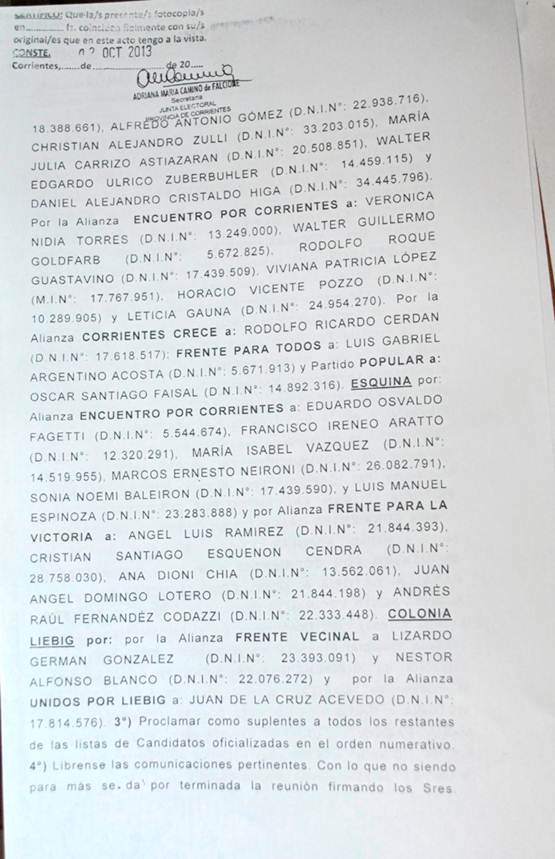 CERTIFICO: Que la/s presente/s fotocopia/s
en............ fs. coincide/n fielmente con su/s
original/es que en este acto tengo a la vista.
CONSTE. 02 OCT 2013
Corrientes,......de de 20.....
ADRIANA MARIA CAMINO de FALCIONE
Secretaria
JUNTA ELECTORAL
PROVINCIA DE CORRIENTES
18.388.661), ALFREDO ANTONIO GÓMEZ (D.N.I.N°: 22.938.716),
CHRISTIAN ALEJANDRO ZULLI (D.N.I.N°: 33.203.015), MARÍA
JULIA CARRIZO ASTIAZARAN (D.N.I.N°: 20.508.851), WALTER
EDGARDO ULRICO ZUBERBUHLER (D.N.I.N°: 14.459.115) y
DANIEL ALEJANDRO CRISTALDO HIGA (D.N.I.N°: 34.445.796).
Por la Alianza ENCUENTRO POR CORRIENTES a: VERONICA
NIDIA TORRES (D.N.I.N°: 13.249.000), WALTER GUILLERMO
GOLDFARB (D.N.I.N°: 5.672.825), RODOLFO ROQUE
GUASTAVINO (D.N.I.N°: 17.439.509). VIVIANA PATRICIA LÓPEZ
(M.I.N°: 17.767.951), HORACIO VICENTE POZZO (D.N.I.N°:
10.289.905) y LETICIA GAUNA (D.N.I.N°: 24.954.270). Por la
Alianza CORRIENTES CRECE a: RODOLFO RICARDO CERDAN
(D.N.I.N°: 17.618.517); FRENTE PARA TODOS a: LUIS GABRIEL
ARGENTINO ACOSTA (D.N.I.N°: 5.671.913) y Partido POPULAR a:
OSCAR SANTIAGO FAISAL (D.N.I.N°: 14.892.316). ESQUINA por:
Alianza ENCUENTRO POR CORRIENTES a: EDUARDO OSVALDO
FAGETTI (D.N.I.N°: 5.544.674), FRANCISCO IRENEO ARATTO
(D.N.I.N°: 12.320.291), MARÍA ISABEL VAZQUEZ (D.N.I.N°:
14.519.955), MARCOS ERNESTO NEIRONI (D.N.I.N°: 26.082.791),
SONIA NOEMI BALEIRON (D.N.I.N°: 17.439.590), y LUIS MANUEL
ESPINOZA (D.N.I.N°: 23.283.888) y por Alianza FRENTE PARA LA
VICTORIA a: ANGEL LUIS RAMIREZ (D.N.I.N°: 21.844.393),
CRISTIAN SANTIAGO ESQUENON CENDRA (D.N.I.N°:
28.758.030), ANA DIONI CHIA (D.N.I.N°: 13.562.061), JUAN
ANGEL DOMINGO LOTERO (D.N.I.N°: 21.844.198) y ANDRÉS
RAÚL FERNANDÉZ CODAZZI (D.N.I.N°: 22.333.448). COLONIA
LIEBIG por: por la Alianza FRENTE VECINAL a LIZARDO
GERMAN GONZALEZ (D.N.I.N°: 23.393.091) y NESTOR
ALFONSO BLANCO (D.N.I.N°: 22.076.272) y por la Alianza
UNIDOS POR LIEBIG a: JUAN DE LA CRUZ ACEVEDO (D.N.I.N°:
17.814.576). 3°) Proclamar como suplentes a todos los restantes
de las listas de Candidatos oficializadas en el orden numerativo.
4°) Líbrense las comunicaciones pertinentes. Con lo que no siendo
para más se da por terminada la reunión firmando los Sres.